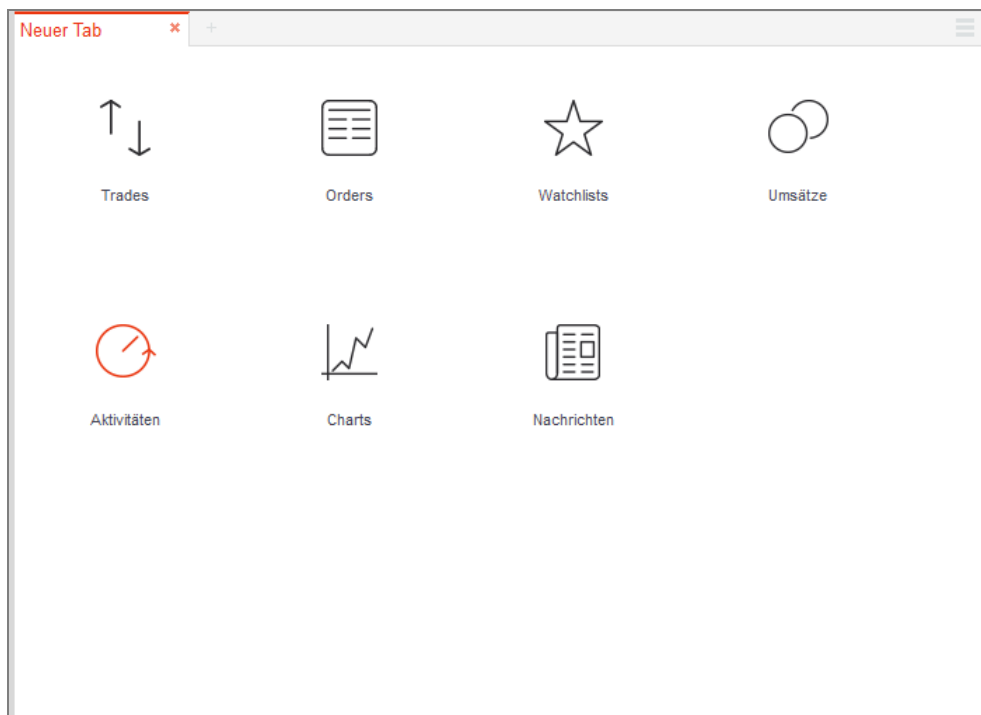 Neuer Tab
Trades
Orders
Watchlists
Umsätze
Aktivitäten
Charts
Nachrichten